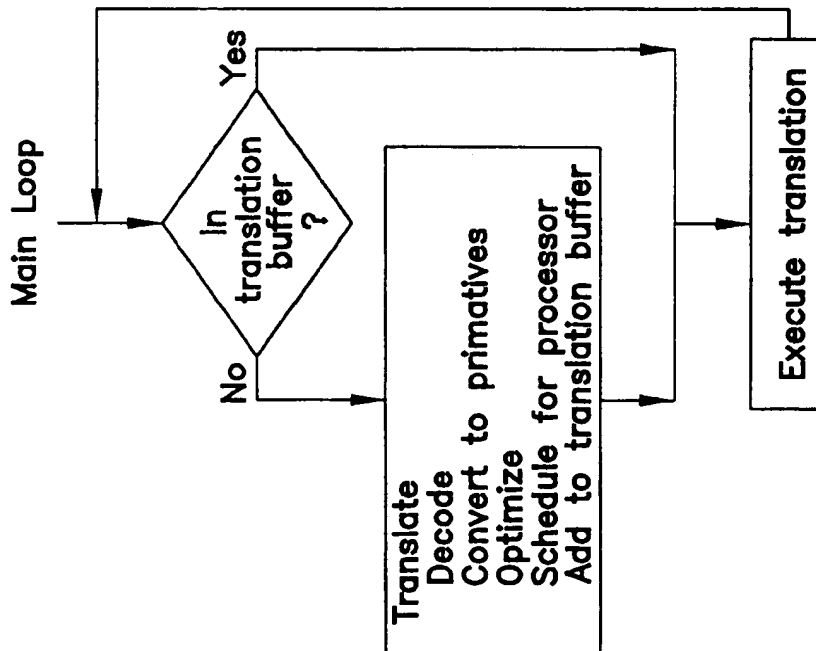 Main Loop
In
translation
buffer
?
Yes
No
Translate
Decode
Convert to primatives
Optimize
Schedule for processor
Add to translation buffer
Execute translation